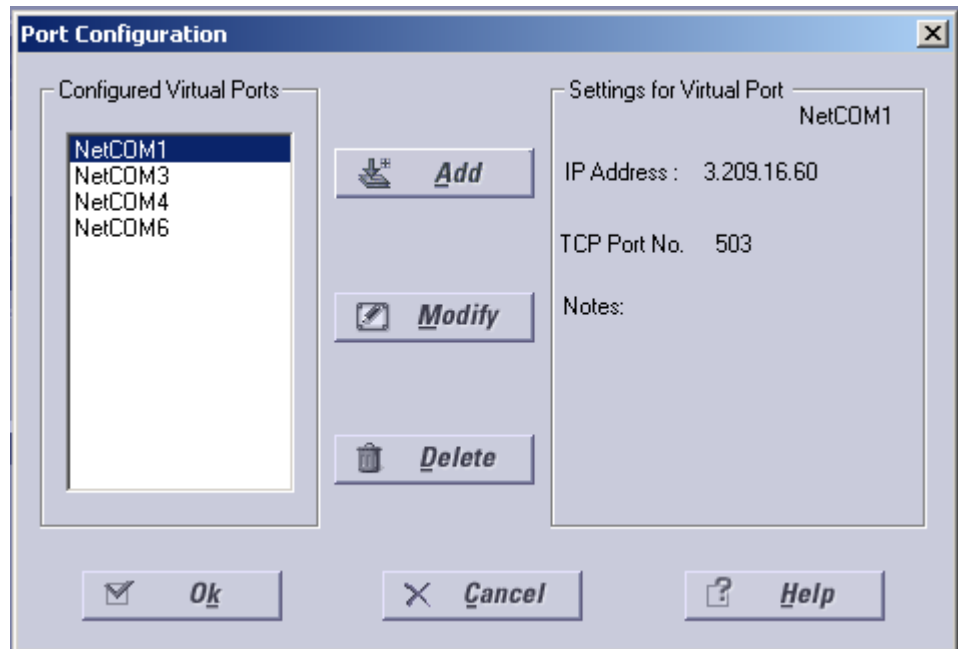 Port Configuration
Configured Virtual Ports
NetCOM1
NetCOM3
NetCOM4
NetCOM6
Add
Modify
Delete
Settings for Virtual Port
NetCOM1
IP Address : 3.209.16.60
TCP Port No. 503
Notes:
Ok
Cancel
Help